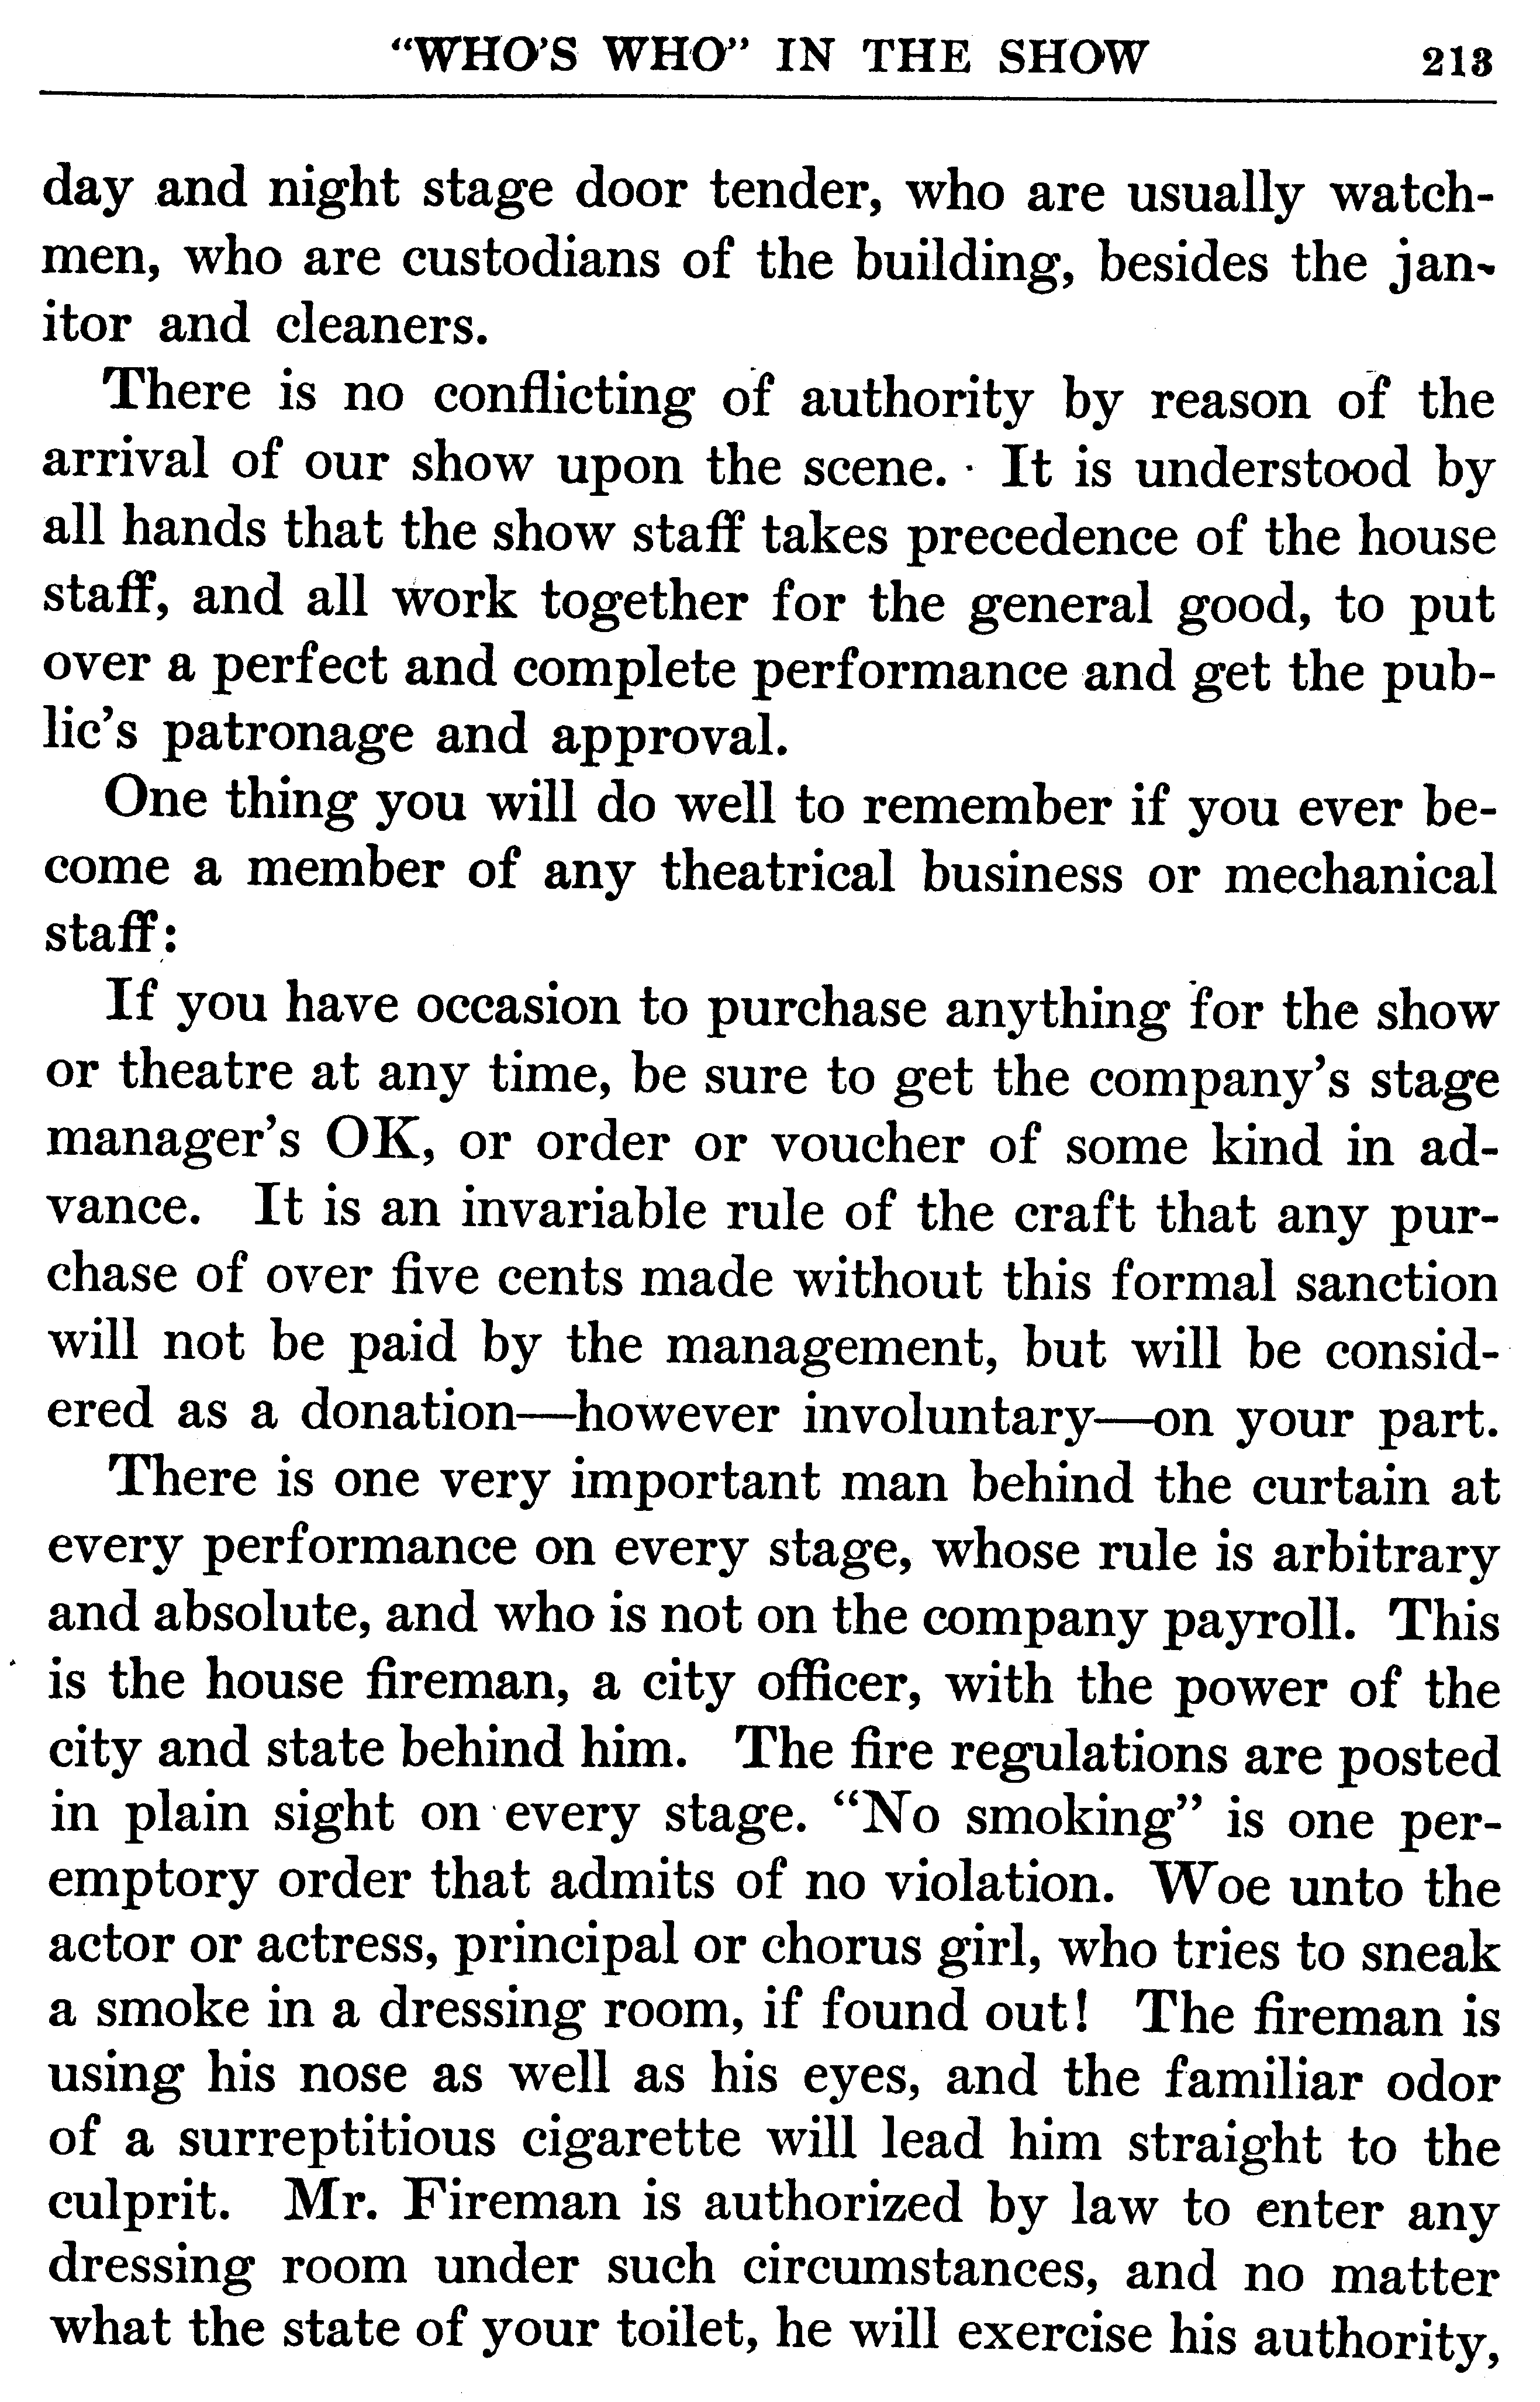 "WHO'S WHO" IN THE SHOW 213
day and night stage door tender, who are usually watch-
men, who are custodians of the building, besides the jan-
itor and cleaners.
There is no conflicting of authority by reason of the
arrival of our show upon the scene. It is understood by
all hands that the show staff takes precedence of the house
staff, and all work together for the general good, to put
over a perfect and complete performance and get the pub-
lic's patronage and approval.
One thing you will do well to remember if you ever be-
come a member of any theatrical business or mechanical
staff:
If you have occasion to purchase anything for the show
or theatre at any time, be sure to get the company's stage
manager's OK, or order or voucher of some kind in ad-
vance. It is an invariable rule of the craft that any pur-
chase of over five cents made without this formal sanction
will not be paid by the management, but will be consid-
ered as a donation—however involuntary—on your part.
There is one very important man behind the curtain at
every performance on every stage, whose rule is arbitrary
and absolute, and who is not on the company payroll. This
is the house fireman, a city officer, with the power of the
city and state behind him. The fire regulations are posted
in plain sight on every stage. "No smoking" is one per-
emptory order that admits of no violation. Woe unto the
actor or actress, principal or chorus girl, who tries to sneak
a smoke in a dressing room, if found out! The fireman is
using his nose as well as his eyes, and the familiar odor
of a surreptitious cigarette will lead him straight to the
culprit. Mr. Fireman is authorized by law to enter any
dressing room under such circumstances, and no matter
what the state of your toilet, he will exercise his authority,